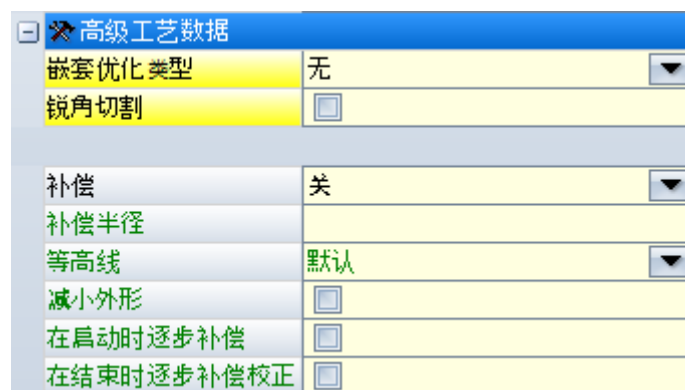 高级工艺数据
嵌套优化类型 无
锐角切割
补偿 关
补偿半径
等高线 默认
减小外形
在启动时逐步补偿
在结束时逐步补偿校正